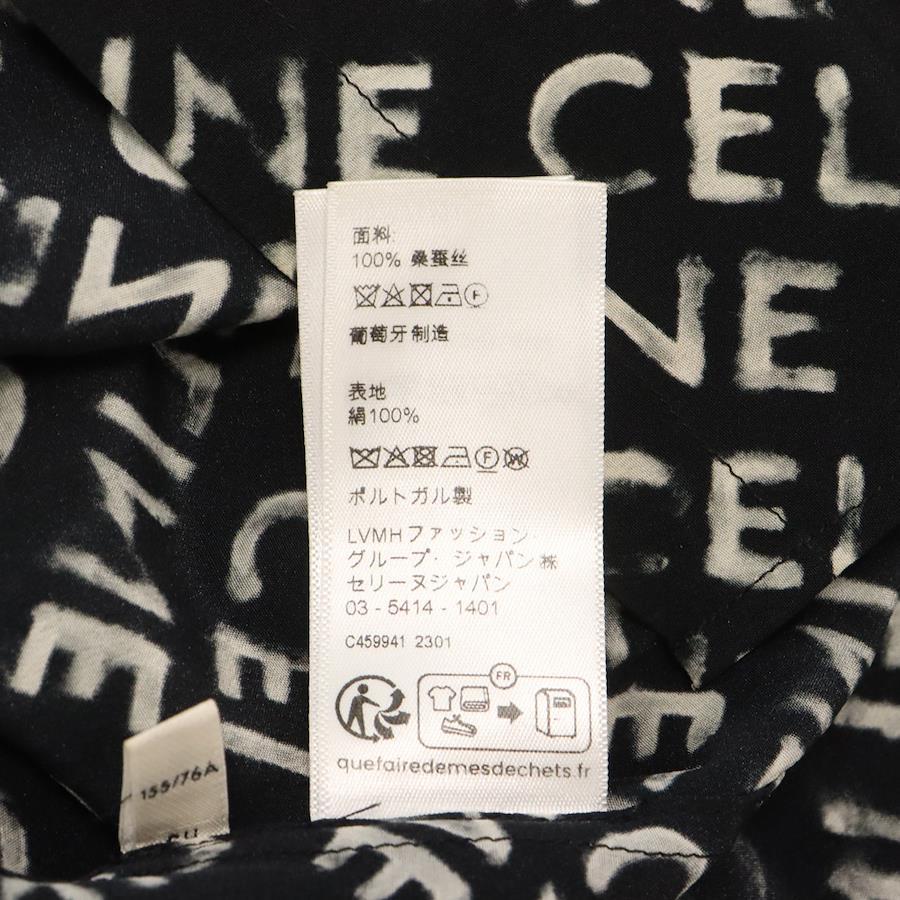 INE CEL
面料:
100% 桑蚕丝
F
葡萄牙制造
NE
表地
絹100%
F W
ポルトガル製
C CEL
LVMHファッション・
グループ・ジャパン㈱
セリーヌジャパン
03 - 5414 - 1401
C459941 2301
FR
quefairedemesdechets.fr
155/76A